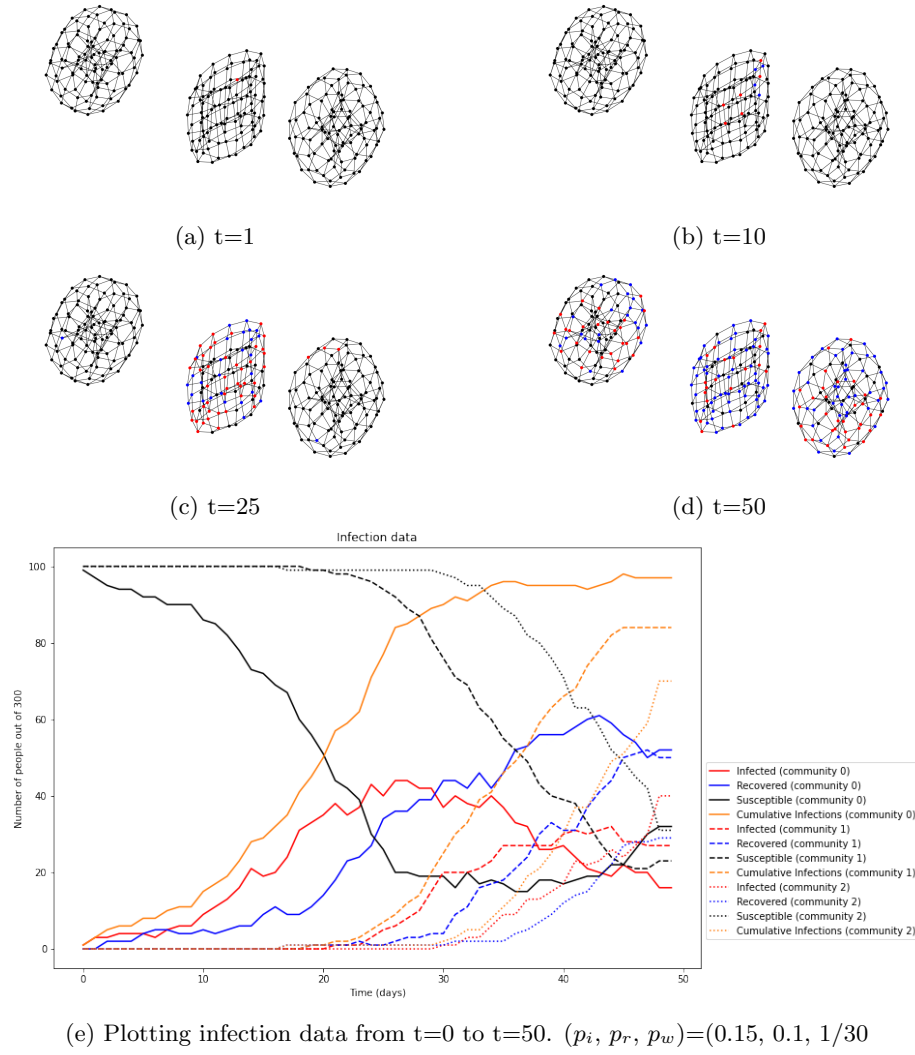 (a) t=1
(b) t=10
(c) t=25
(d) t=50
Infection data
Number of people out of 300
100
80
60
40
20
0
0
10
20
30
40
50
Time (days)
Infected (community 0)
Recovered (community 0)
Susceptible (community 0)
Cumulative Infections (community 0)
Infected (community 1)
Recovered (community 1)
Susceptible (community 1)
Cumulative Infections (community 1)
Infected (community 2)
Recovered (community 2)
Susceptible (community 2)
Cumulative Infections (community 2)
(e) Plotting infection data from t=0 to t=50. (p_i, p_r, p_w)=(0.15, 0.1, 1/30